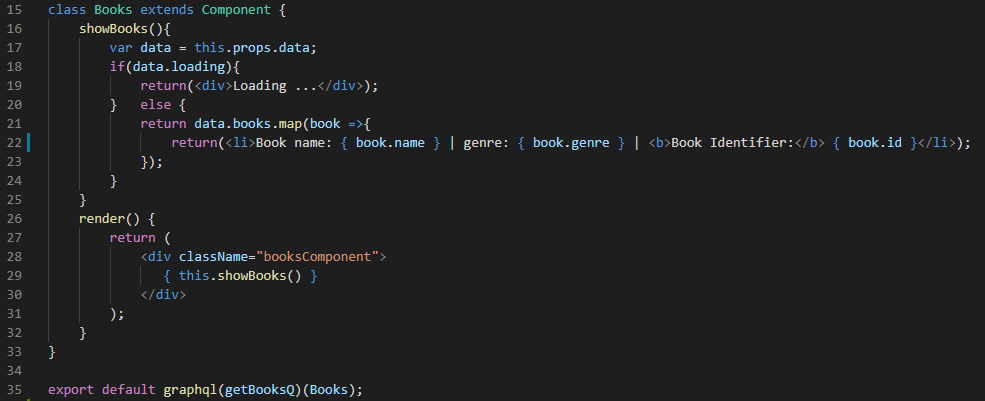 15 class Books extends Component {
16     showBooks(){
17         var data = this.props.data;
18         if(data.loading){
19             return(<div>Loading ...</div>);
20         }   else {
21             return data.books.map(book =>{
22                 return(<li>Book name: { book.name } | genre: { book.genre } | <b>Book Identifier:</b> { book.id }</li>);
23             });
24         }
25     }
26     render() {
27         return (
28             <div className="booksComponent">
29                { this.showBooks() }
30             </div>
31         );
32     }
33 }
34
35 export default graphql(getBooksQ)(Books);